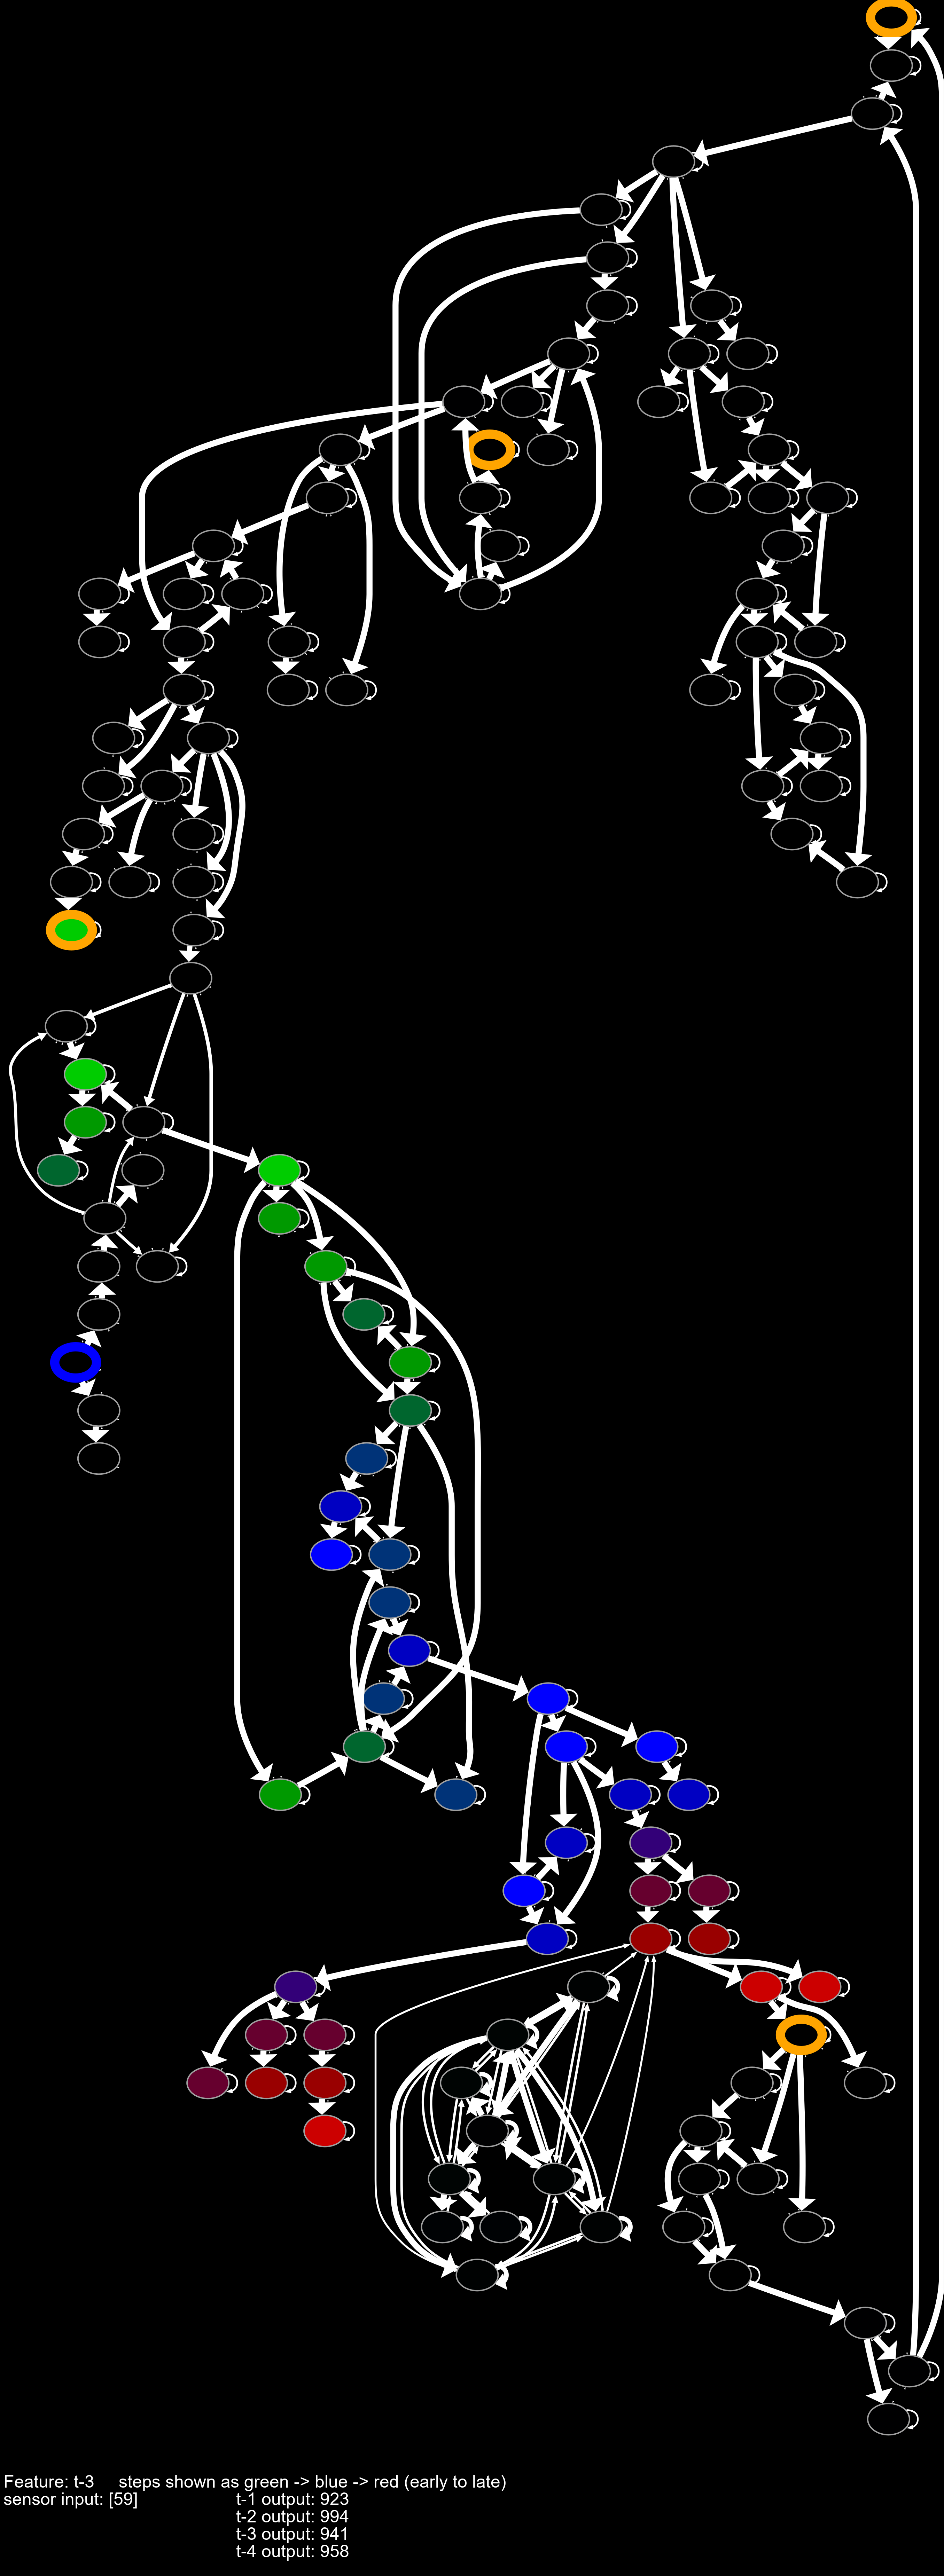 Feature: t-3 steps shown as green -> blue -> red (early to late)
sensor input: [59] t-1 output: 923
t-2 output: 994
t-3 output: 941
t-4 output: 958